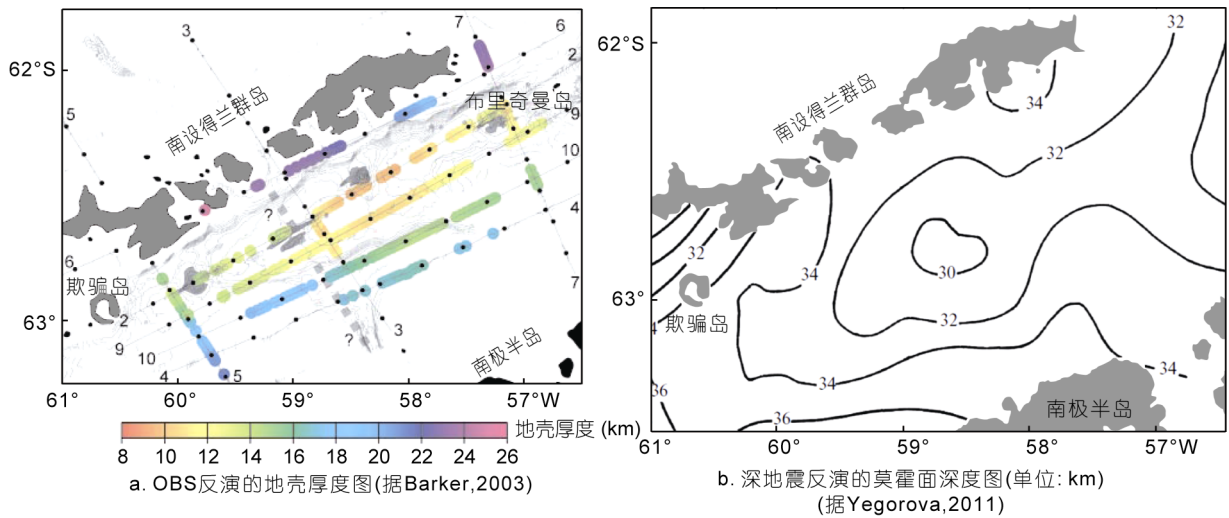 7
6
3
2
62°S
南设得兰群岛
布里奇曼岛
5
9
10
?
4
6
欺骗岛
7
2
63°
?
3
9
10
南极半岛
4
5
61°
60°
59°
58°
57°W
地壳厚度 (km)
8 10 12 14 16 18 20 22 24 26
a. OBS反演的地壳厚度图(据Barker,2003)
32
62°S
南设得兰群岛
34
32
32
34
30
欺骗岛
63°
4
32
34
34
36
36
南极半岛
61
60°
59°
58°
57°W
b. 深地震反演的莫霍面深度图(单位: km)
(据Yegorova,2011)